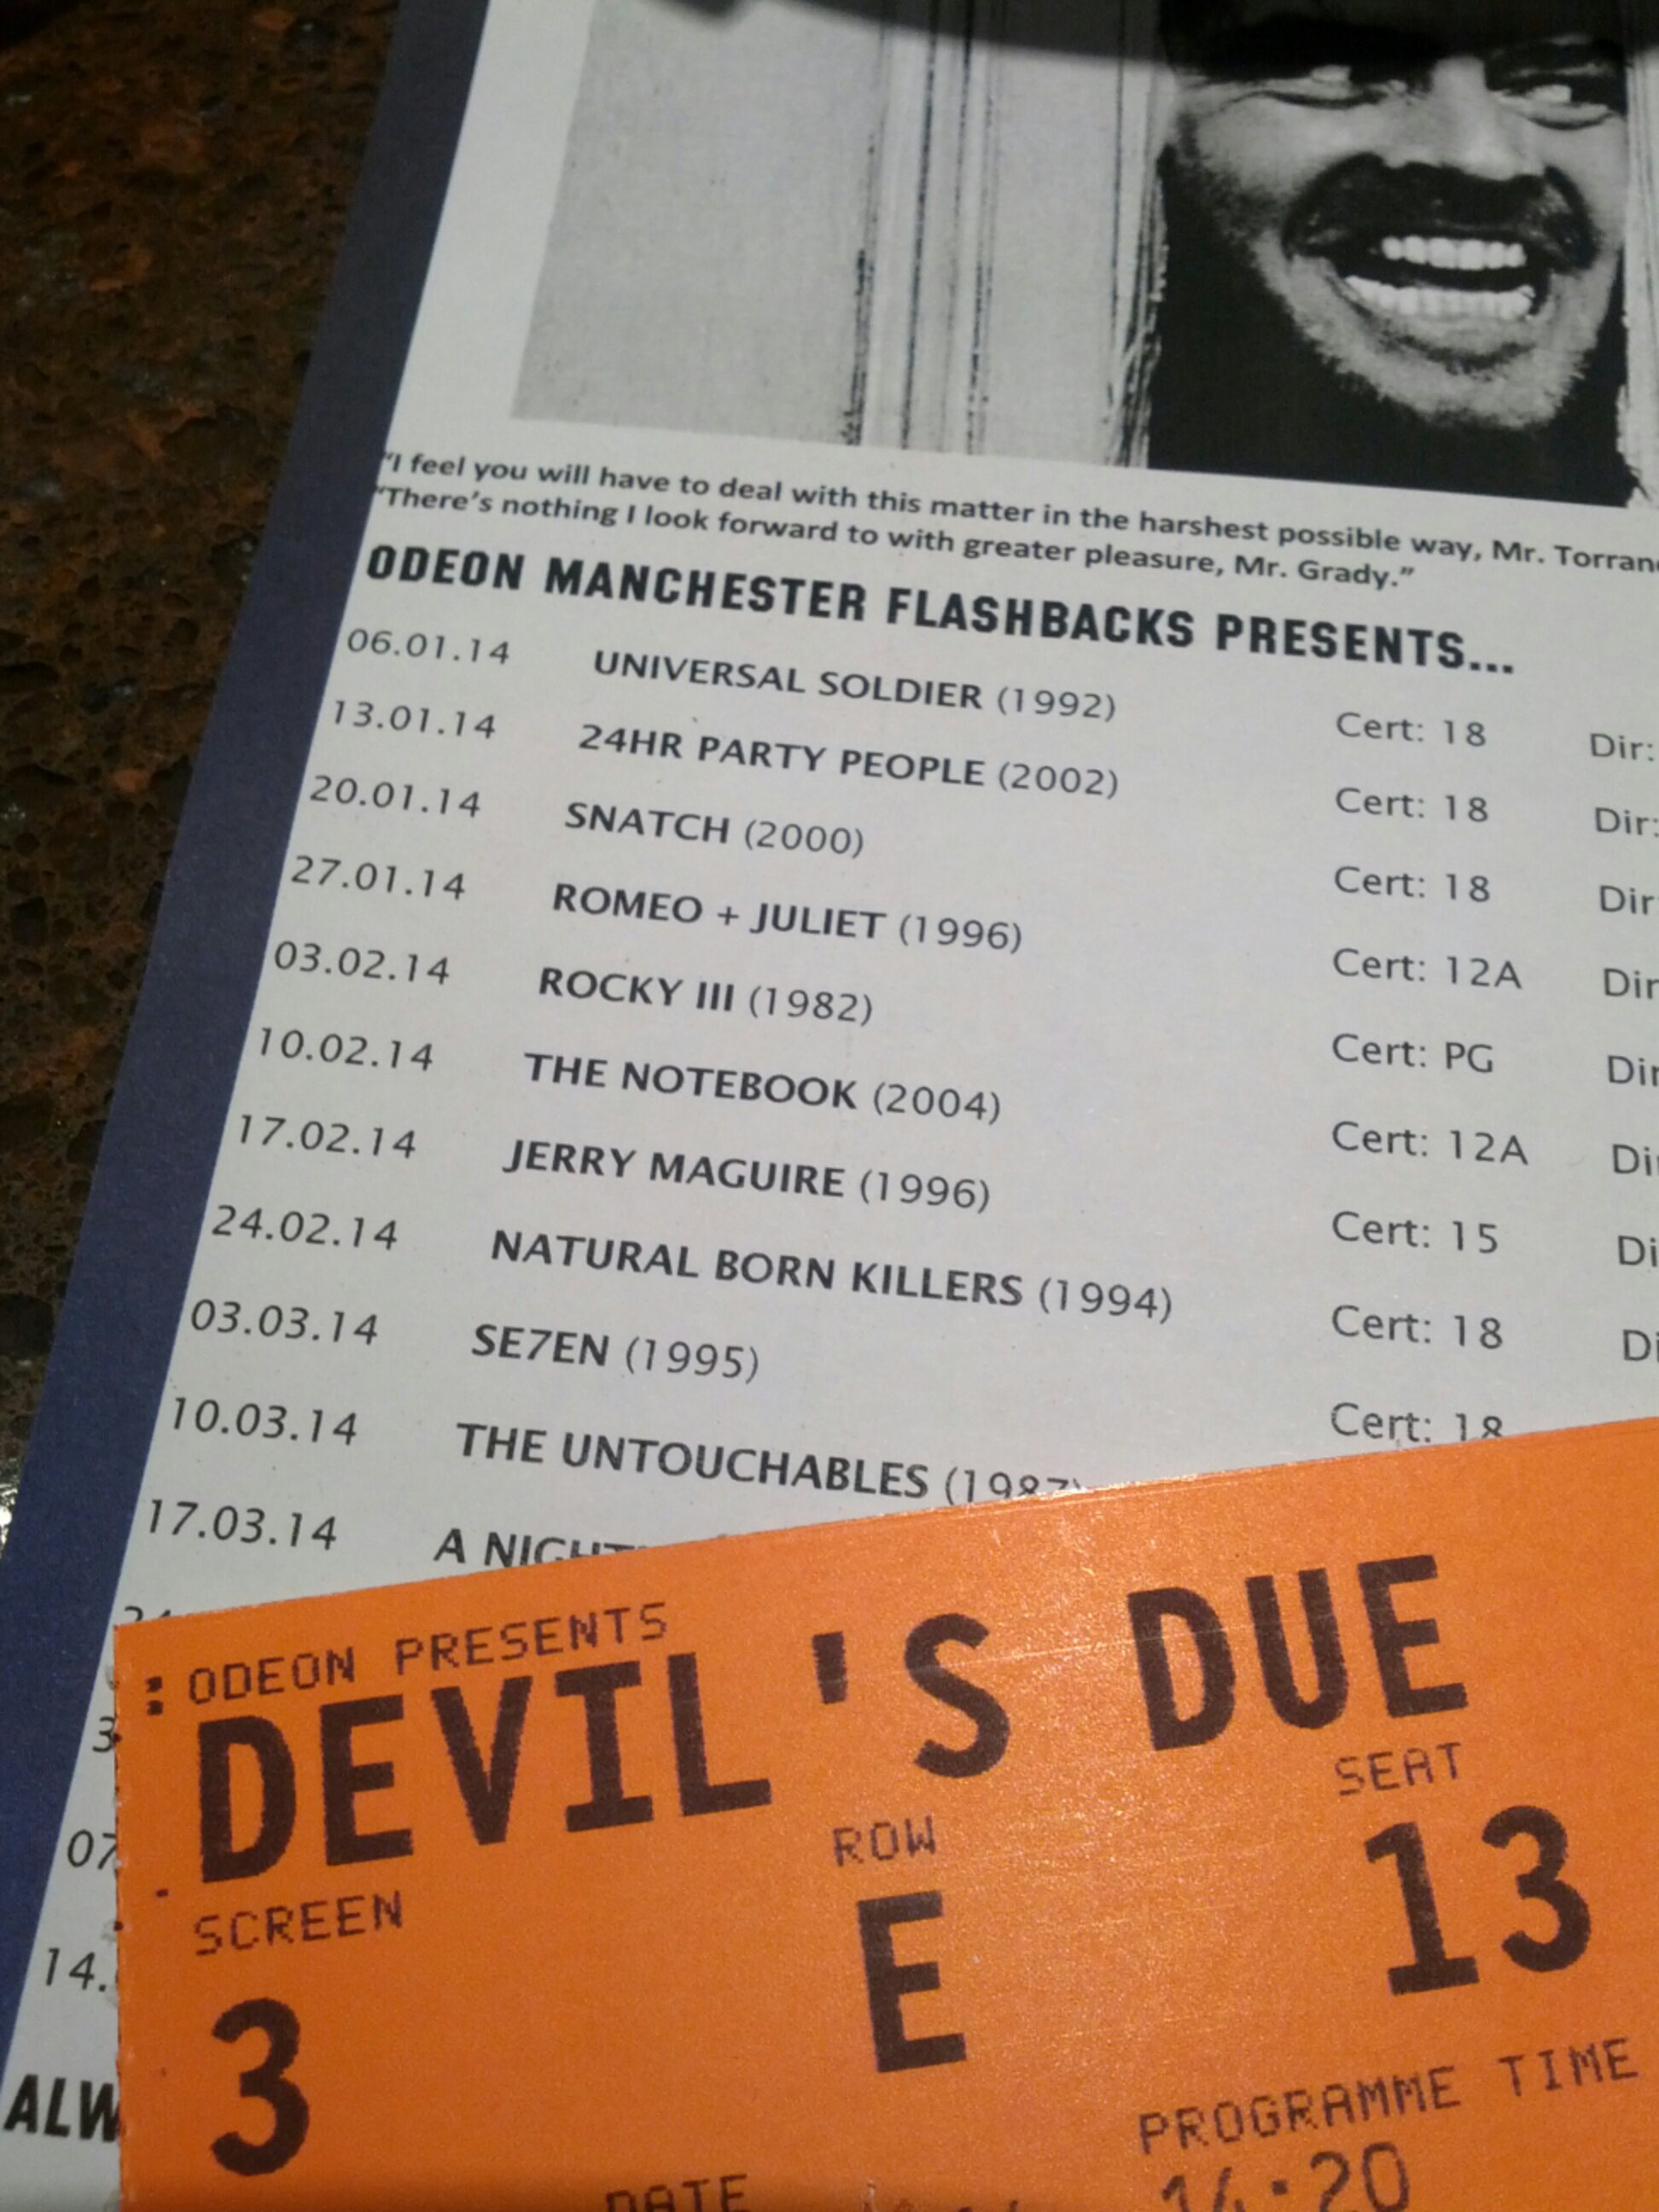 "I feel you will have to deal with this matter in the harshest possible way, Mr.
"There's nothing I look forward to with greater pleasure, Mr. Grady."
ODEON MANCHESTER FLASHBACKS PRESENTS...
06.01.14 UNIVERSAL SOLDIER (1992) Cert: 18 Dir:
13.01.14 24HR PARTY PEOPLE (2002) Cert: 18 Dir:
20.01.14 SNATCH (2000) Cert: 18 Dir
27.01.14 ROMEO + JULIET (1996) Cert: 12A Dir
03.02.14 ROCKY III (1982) Cert: PG Dir
10.02.14 THE NOTEBOOK (2004) Cert: 12A
17.02.14 JERRY MAGUIRE (1996) Cert: 15
24.02.14 NATURAL BORN KILLERS (1994) Cert: 18
03.03.14 SE7EN (1995) Cert: 18
10.03.14 THE UNTOUCHABLES (1987)
17.03.14 A
: ODEON PRESENTS
DEVIL'S DUE
SCREEN ROW SEAT
3 E 13
DATE PROGRAMME TIME
14:20